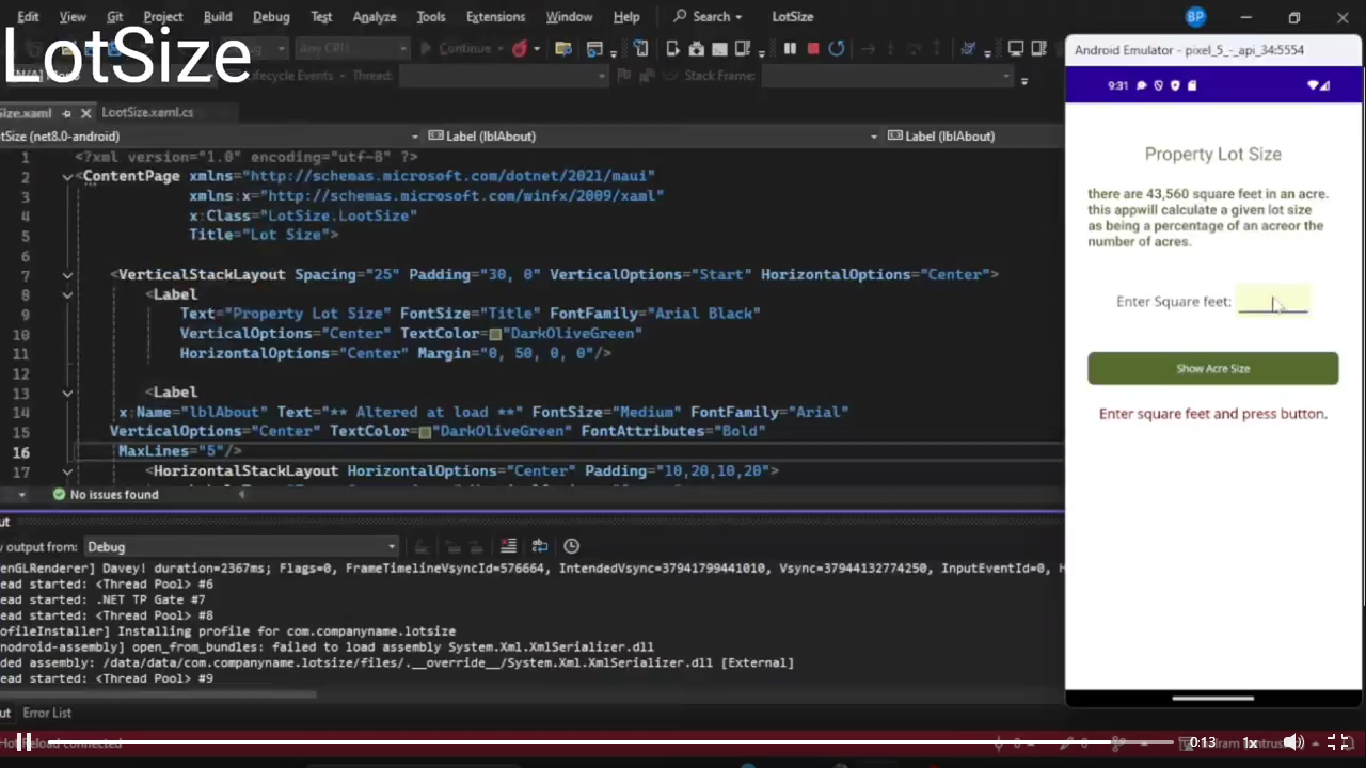 Edit View Git Project Build Debug Test Analyze Tools Extensions Window Help Search LotSize BP
LotSize
Any CPU Continue
Lifecycle Events Thread: Stack Frame:
Size.xaml LootSize.xaml.cs
tSize (net8.0-android) Label (lblAbout) Label (lblAbout)
1 <?xml version="1.0" encoding="utf-8" ?>
2 <ContentPage xmlns="http://schemas.microsoft.com/dotnet/2021/maui"
3 xmlns:x="http://schemas.microsoft.com/winfx/2009/xaml"
4 x:Class="LotSize.LootSize"
5 Title="Lot Size">
6
7 <VerticalStackLayout Spacing="25" Padding="30, 0" VerticalOptions="Start" HorizontalOptions="Center">
8 <Label
9 Text="Property Lot Size" FontSize="Title" FontFamily="Arial Black"
10 VerticalOptions="Center" TextColor="DarkOliveGreen"
11 HorizontalOptions="Center" Margin="0, 50, 0, 0"/>
12
13 <Label
14 x:Name="lblAbout" Text="** Altered at load **" FontSize="Medium" FontFamily="Arial"
15 VerticalOptions="Center" TextColor="DarkOliveGreen" FontAttributes="Bold"
16 MaxLines="5"/>
17 <HorizontalStackLayout HorizontalOptions="Center" Padding="10,20,10,20">
No issues found
ut
y output from: Debug
enGLRenderer] Davey! duration=2367ms; Flags=0, FrameTimelineVsyncId=576664, IntendedVsync=37941799441010, Vsync=37944132774250, InputEventId=0, H
ead started: <Thread Pool> #6
ead started: .NET TP Gate #7
ead started: <Thread Pool> #8
ofileInstaller] Installing profile for com.companyname.lotsize
nodroid-assembly] open_from_bundles: failed to load assembly System.Xml.XmlSerializer.dll
ded assembly: /data/data/com.companyname.lotsize/files/.__override__/System.Xml.XmlSerializer.dll [External]
ead started: <Thread Pool> #9
ut Error List
Hot Reload connected
0:13 1x
Android Emulator - pixel_5_-_api_34:5554
9:31
Property Lot Size
there are 43,560 square feet in an acre.
this appwill calculate a given lot size
as being a percentage of an acreor the
number of acres.
Enter Square feet:
Show Acre Size
Enter square feet and press button.